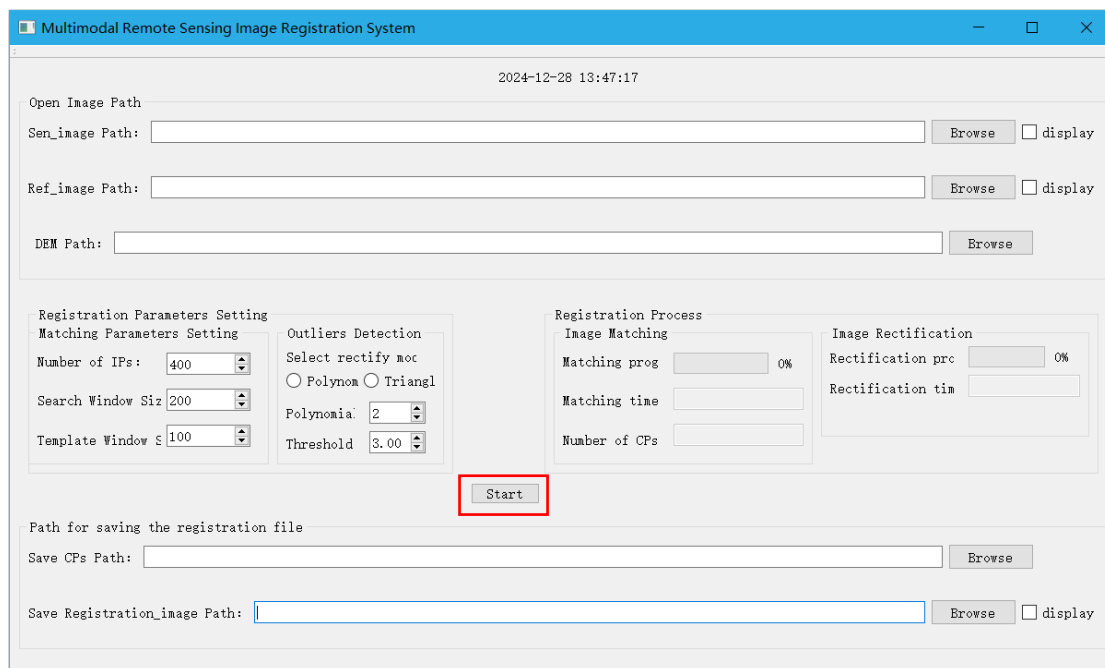 Multimodal Remote Sensing Image Registration System
2024-12-28 13:47:17
Open Image Path
Sen_image Path: Browse display
Ref_image Path: Browse display
DEM Path: Browse
Registration Parameters Setting
Matching Parameters Setting
Number of IPs: 400
Search Window Siz 200
Template Window S 100
Outliers Detection
Select rectify moc
Polynom Triangl
Polynomial 2
Threshold 3.00
Registration Process
Image Matching
Matching prog 0%
Matching time
Number of CPs
Image Rectification
Rectification prc 0%
Rectification tim
Start
Path for saving the registration file
Save CPs Path: Browse
Save Registration_image Path: Browse display